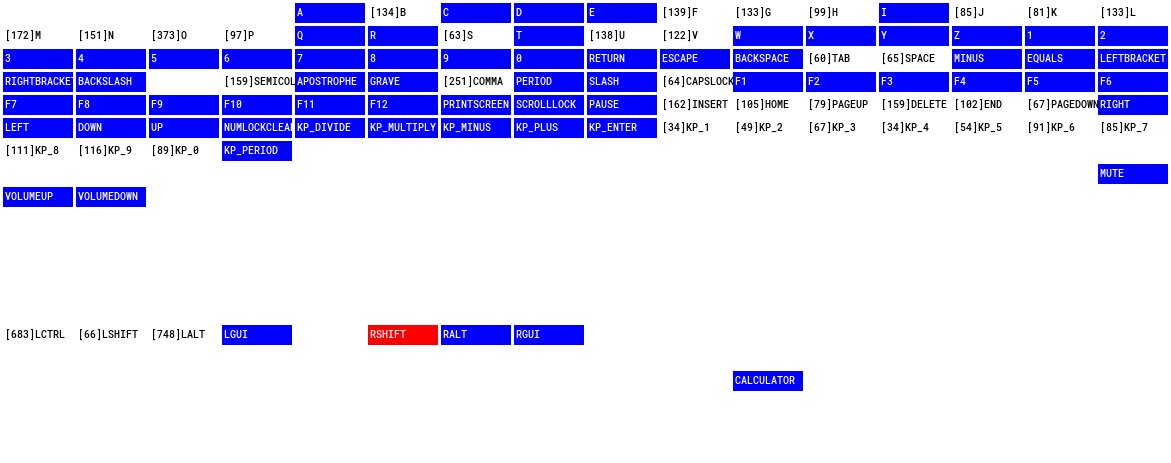 A [134]B C D E [139]F [133]G [99]H I [85]J [81]K [133]L
[172]M [151]N [373]O [97]P Q R [63]S T [138]U [122]V W X Y Z 1 2
3 4 5 6 7 8 9 0 RETURN ESCAPE BACKSPACE [60]TAB [65]SPACE MINUS EQUALS LEFTBRACKET
RIGHTBRACKET BACKSLASH [159]SEMICOL APOSTROPHE GRAVE [251]COMMA PERIOD SLASH [64]CAPSLOCK F1 F2 F3 F4 F5 F6
F7 F8 F9 F10 F11 F12 PRINTSCREEN SCROLLLOCK PAUSE [162]INSERT [105]HOME [79]PAGEUP [159]DELETE [102]END [67]PAGEDOWN RIGHT
LEFT DOWN UP NUMLOCKCLEAR KP_DIVIDE KP_MULTIPLY KP_MINUS KP_PLUS KP_ENTER [34]KP_1 [49]KP_2 [67]KP_3 [34]KP_4 [54]KP_5 [91]KP_6 [85]KP_7
[111]KP_8 [116]KP_9 [89]KP_0 KP_PERIOD
MUTE
VOLUMEUP VOLUMEDOWN
[683]LCTRL [66]LSHIFT [748]LALT LGUI RSHIFT RALT RGUI
CALCULATOR